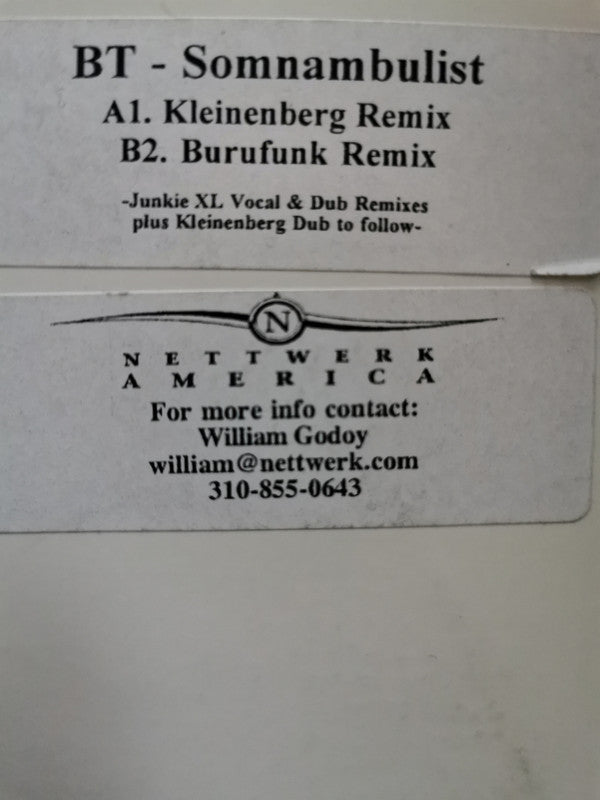 BT - Somnambulist
A1. Kleinenberg Remix
B2. Burufunk Remix
-Junkie XL Vocal & Dub Remixes
plus Kleinenberg Dub to follow-
N
NETTWERK
AMERICA
For more info contact:
William Godoy
william@nettwerk.com
310-855-0643